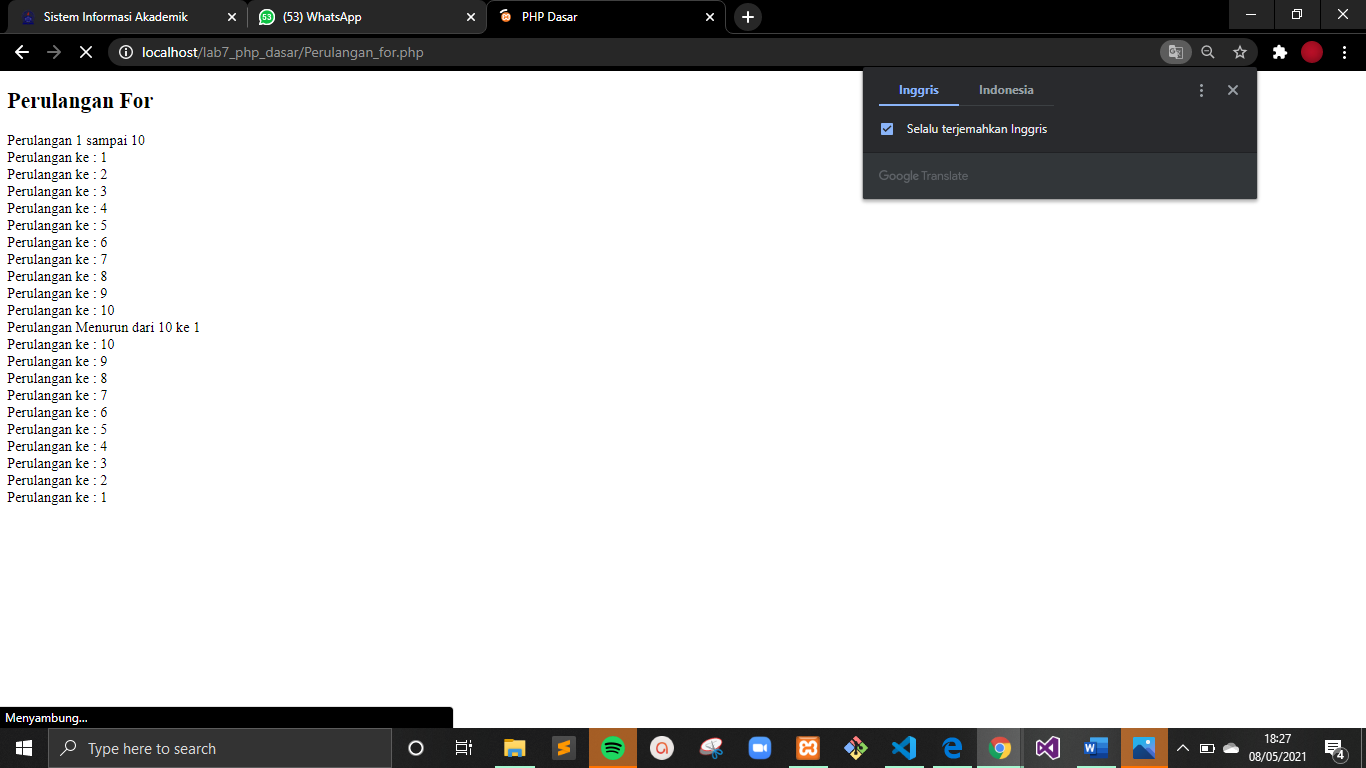 Sistem Informasi Akademik
(53) WhatsApp
PHP Dasar
localhost/lab7_php_dasar/Perulangan_for.php
Inggris Indonesia
Selalu terjemahkan Inggris
Google Translate
Perulangan For
Perulangan 1 sampai 10
Perulangan ke : 1
Perulangan ke : 2
Perulangan ke : 3
Perulangan ke : 4
Perulangan ke : 5
Perulangan ke : 6
Perulangan ke : 7
Perulangan ke : 8
Perulangan ke : 9
Perulangan ke : 10
Perulangan Menurun dari 10 ke 1
Perulangan ke : 10
Perulangan ke : 9
Perulangan ke : 8
Perulangan ke : 7
Perulangan ke : 6
Perulangan ke : 5
Perulangan ke : 4
Perulangan ke : 3
Perulangan ke : 2
Perulangan ke : 1
Menyambung...
Type here to search
18:27
08/05/2021
4